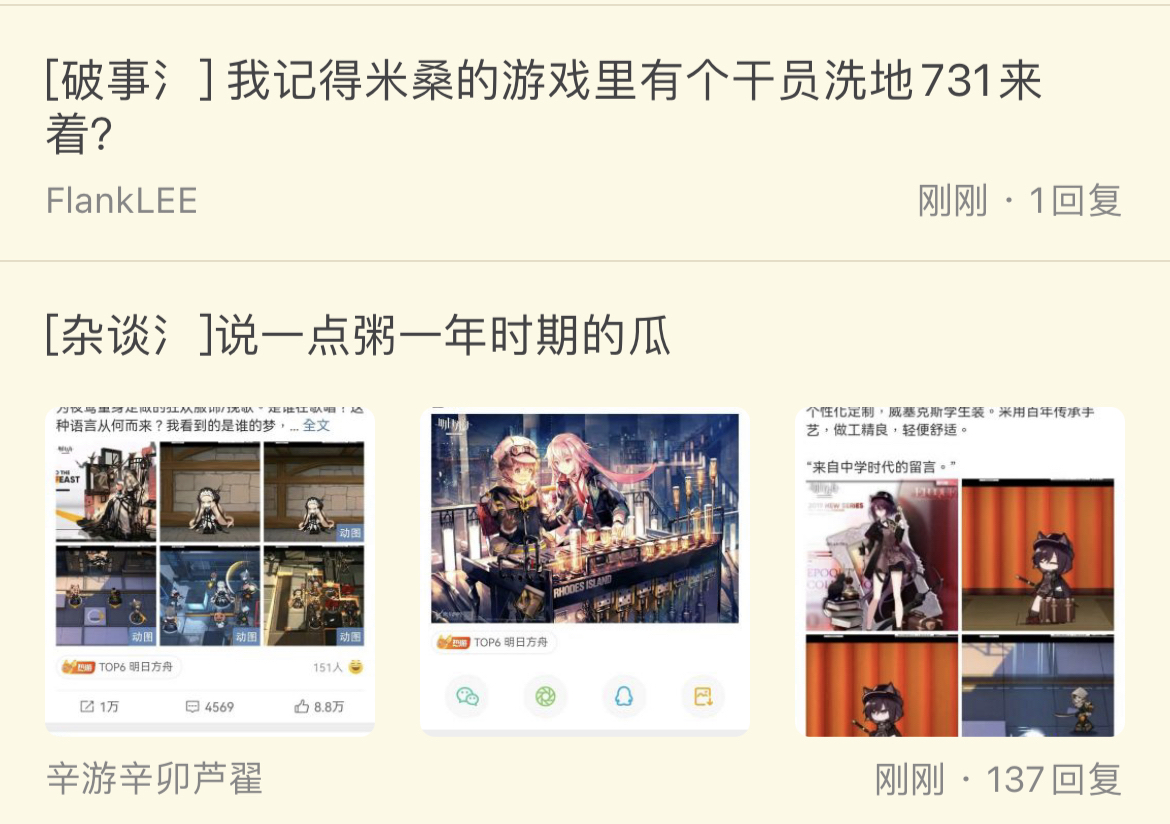 [破事氵]我记得米桑的游戏里有个干员洗地731来
着?
FlankLEE
刚刚 · 1回复
[杂谈氵]说一点粥一年时期的瓜
种语言从何而来？我看到的是谁的梦，... 全文
动图
动图
动图
动图
TOP6 明日方舟
151人
1万
4569
8.8万
RHODES ISLAND
TOP6 明日方舟
个性化定制，威塞克斯学生装。采用百年传承手
艺，做工精良，轻便舒适。
“来自中学时代的留言。”
辛游辛卯芦翟
刚刚 · 137回复